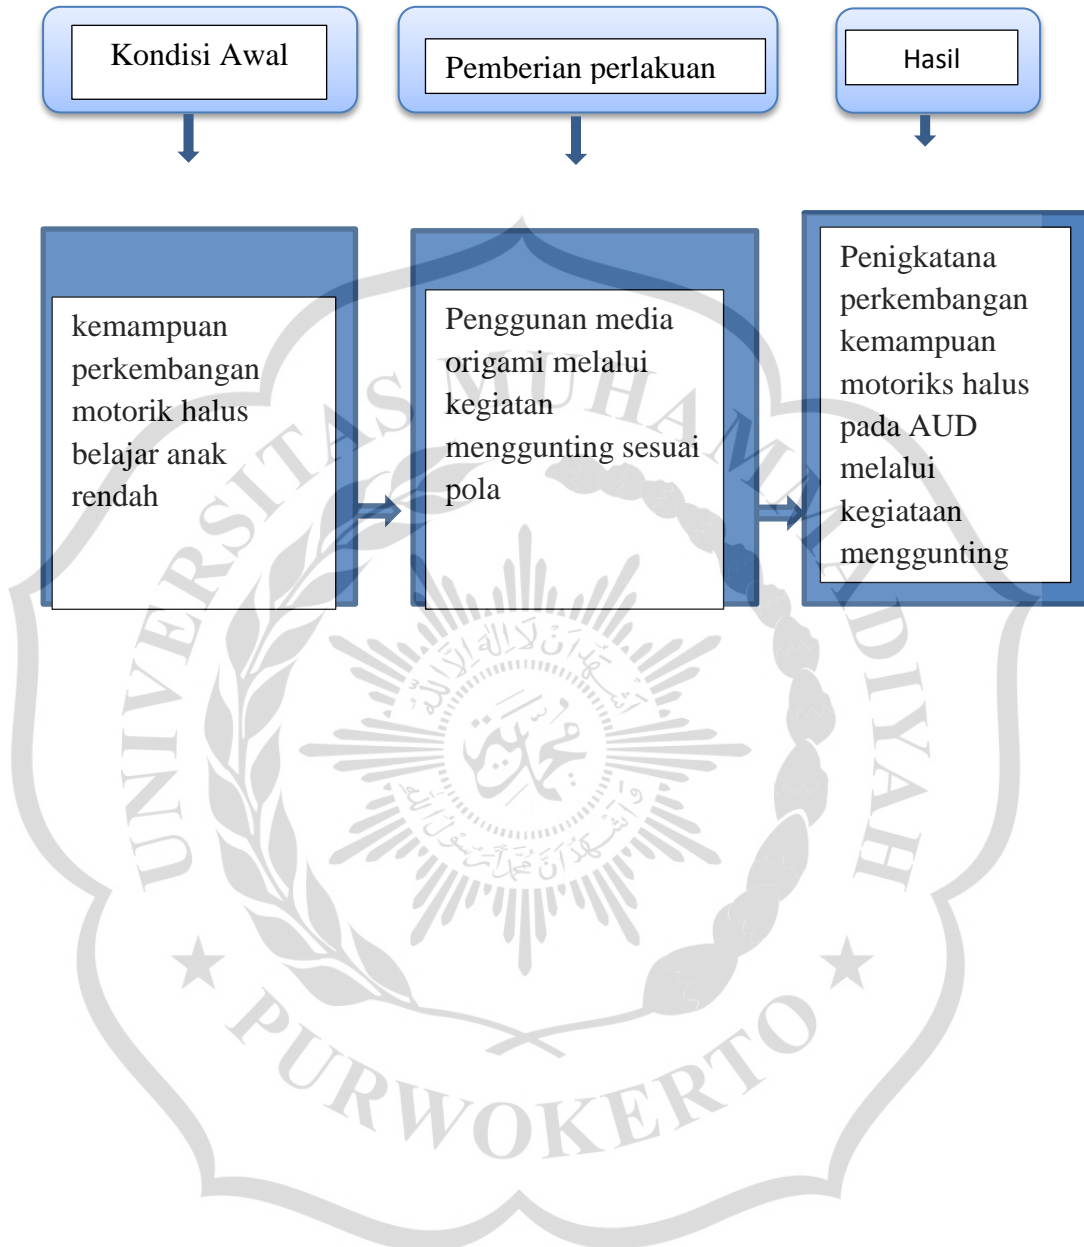 Kondisi Awal
Pemberian perlakuan
Hasil
kemampuan
perkembangan
motorik halus
belajar anak
rendah
Penggunan media
origami melalui
kegiatan
menggunting sesuai
pola
Penigkatana
perkembangan
kemampuan
motoriks halus
pada AUD
melalui
kegiataan
menggunting
UNIVERSITAS MUHAMMADIYAH
PURWOKERTO